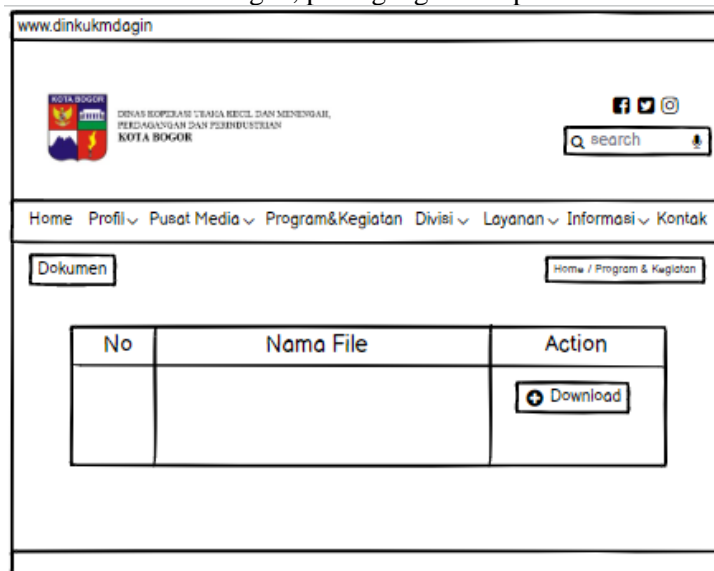 www.dinkukmdagin
KOTA BOGOR
DINAS KOPERASI USAHA KECIL DAN MENENGAH,
PERDAGANGAN DAN PERINDUSTRIAN
KOTA BOGOR
search
Home Profil Pusat Media Program&Kegiatan Divisi Layanan Informasi Kontak
Dokumen
Home / Program & Kegiatan
No Nama File Action
Download